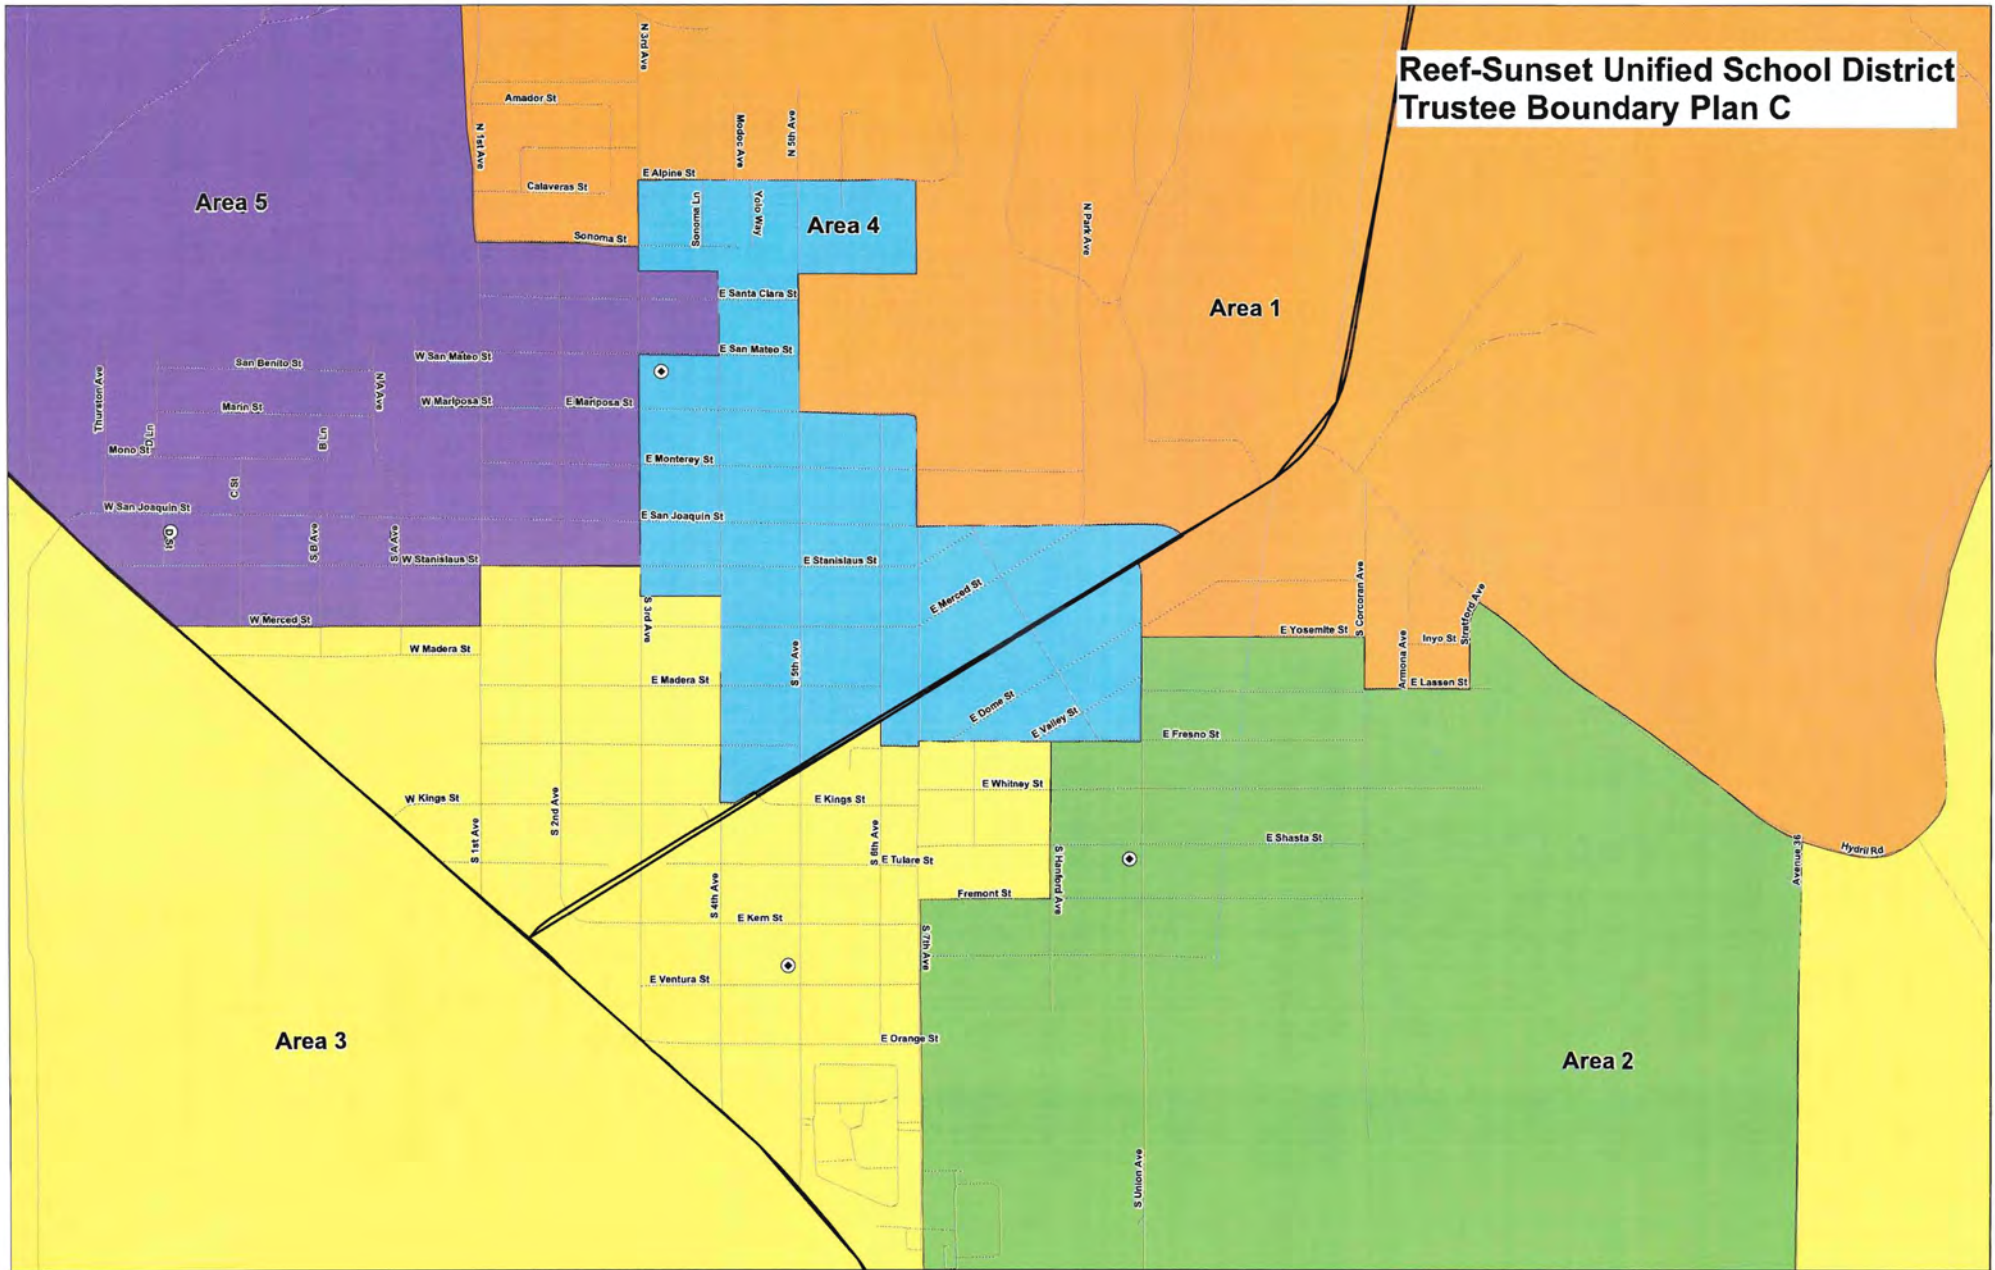 Reef-Sunset Unified School District
Trustee Boundary Plan C
N 3rd Ave
Amador St
N 1st Ave
Modoc Ave
N 5th Ave
E Alpine St
Calaveras St
Area 5
Sonoma Ln
Yolo Way
Area 4
N Park Ave
Sonoma St
E Santa Clara St
Area 1
E San Mateo St
W San Mateo St
San Benito St
Thurston Ave
N A Ave
W Mariposa St
E Mariposa St
Marin St
D Ln
B Ln
Mono St
E Monterey St
C St
W San Joaquin St
E San Joaquin St
D St
S B Ave
S A Ave
W Stanislaus St
E Stanislaus St
E Merced St
S Corcoran Ave
Stratford Ave
W Merced St
S 3rd Ave
E Yosemite St
Inyo St
Armona Ave
W Madera St
E Madera St
S 5th Ave
E Lassen St
E Dome St
E Valley St
E Fresno St
E Whitney St
W Kings St
S 2nd Ave
E Kings St
S 1st Ave
S 6th Ave
E Shasta St
Avenue 36
Hydril Rd
E Tulare St
S Hanford Ave
S 4th Ave
Fremont St
E Kern St
S 7th Ave
E Ventura St
Area 3
E Orange St
Area 2
S Union Ave